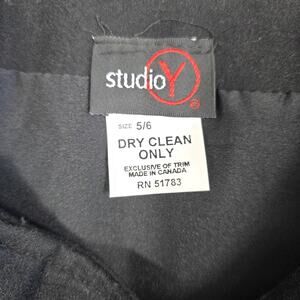 studio Y ®
SIZE 5/6
DRY CLEAN
ONLY
EXCLUSIVE OF TRIM
MADE IN CANADA
RN 51783